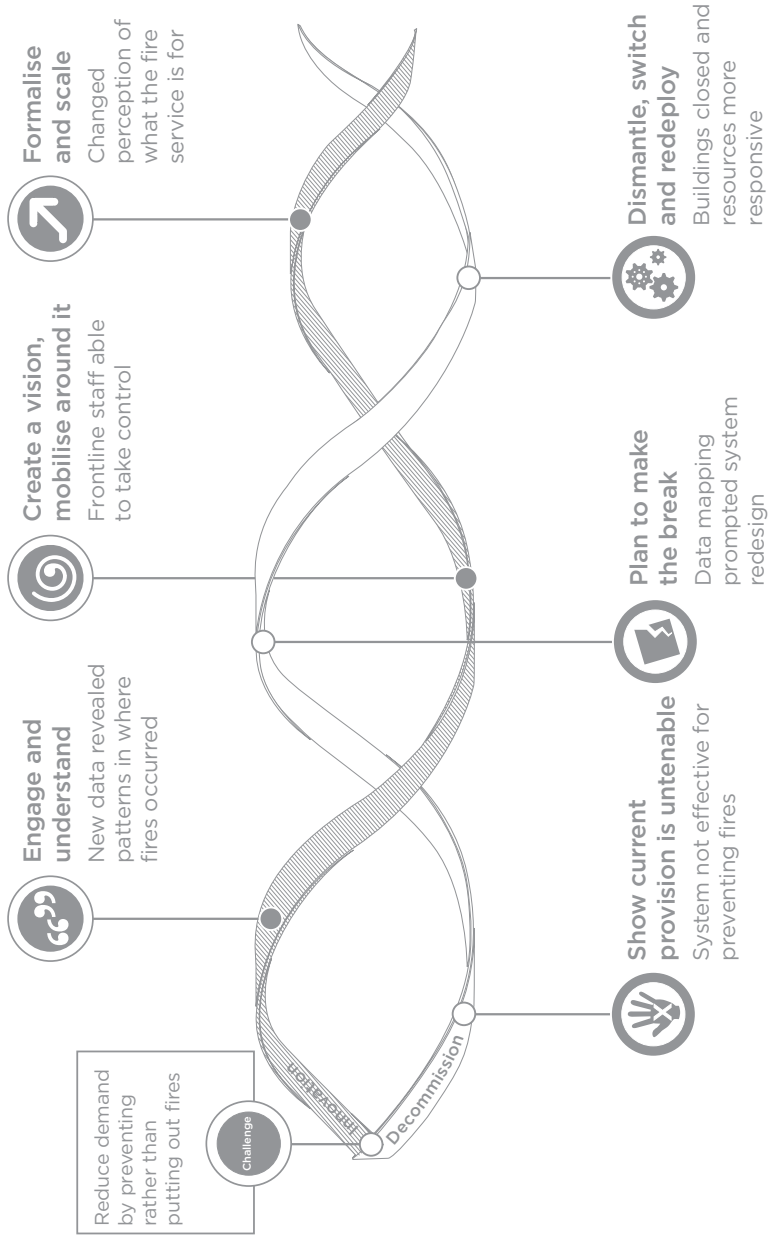 Reduce demand
by preventing
rather than
putting out fires
Challenge
Innovation
Decommission
Engage and
understand
New data revealed
patterns in where
fires occurred
Create a vision,
mobilise around it
Frontline staff able
to take control
Formalise
and scale
Changed
perception of
what the fire
service is for
Show current
provision is untenable
System not effective for
preventing fires
Plan to make
the break
Data mapping
prompted system
redesign
Dismantle, switch
and redeploy
Buildings closed and
resources more
responsive